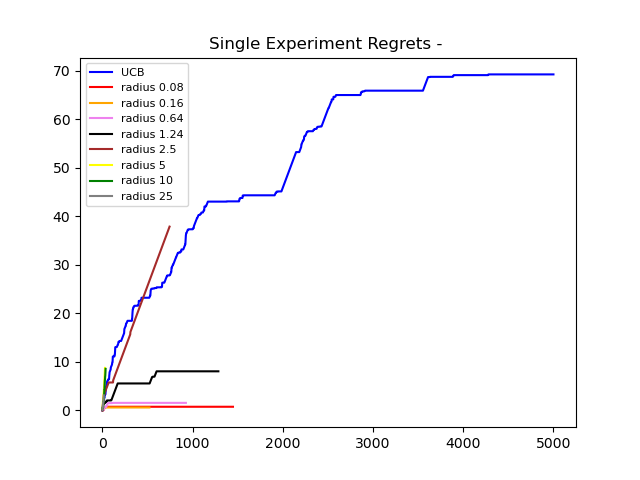 Single Experiment Regrets -
70
60
50
40
30
20
10
0
UCB
radius 0.08
radius 0.16
radius 0.64
radius 1.24
radius 2.5
radius 5
radius 10
radius 25
0 1000 2000 3000 4000 5000